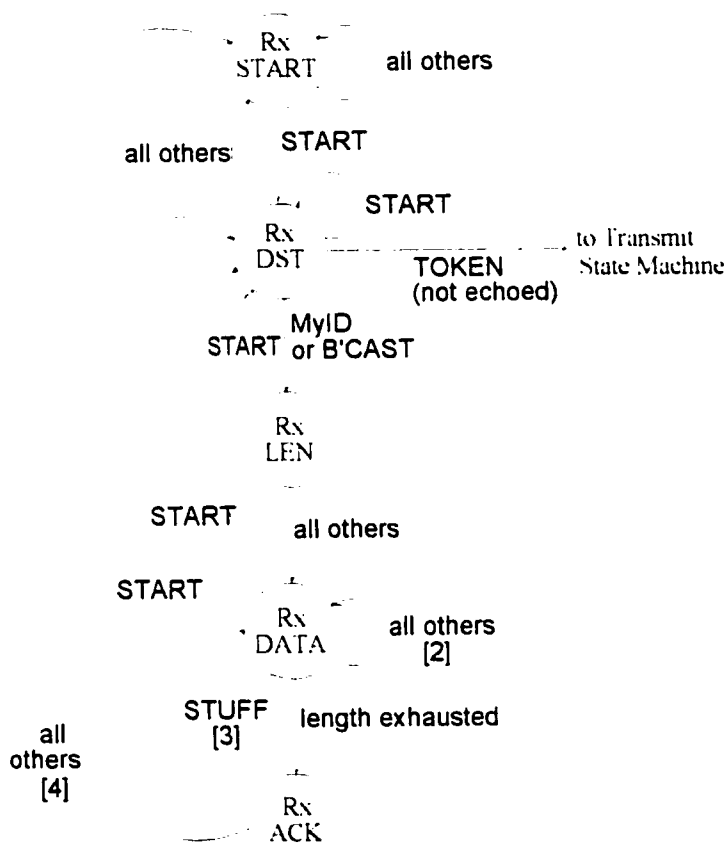 Rx
START
all others
all others
START
START
Rx
DST
to Transmit
State Machine
TOKEN
(not echoed)
MyID
START or B'CAST
Rx
LEN
START
all others
START
Rx
DATA
all others
[2]
STUFF
[3]
length exhausted
all
others
[4]
Rx
ACK